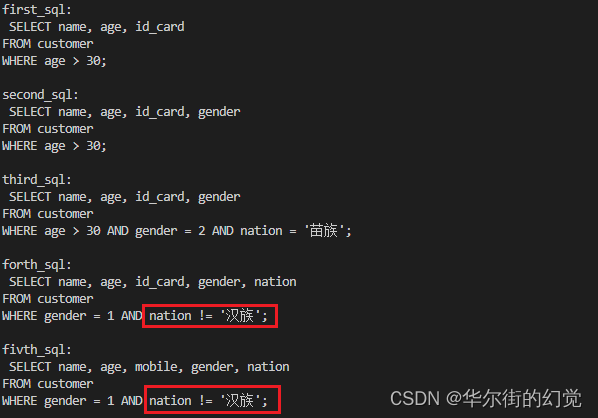 first_sql:
 SELECT name, age, id_card
FROM customer
WHERE age > 30;
second_sql:
 SELECT name, age, id_card, gender
FROM customer
WHERE age > 30;
third_sql:
 SELECT name, age, id_card, gender
FROM customer
WHERE age > 30 AND gender = 2 AND nation = '苗族';
forth_sql:
 SELECT name, age, id_card, gender, nation
FROM customer
WHERE gender = 1 AND nation != '汉族';
fivth_sql:
 SELECT name, age, mobile, gender, nation
FROM customer
WHERE gender = 1 AND nation != '汉族';
CSDN @华尔街的幻觉